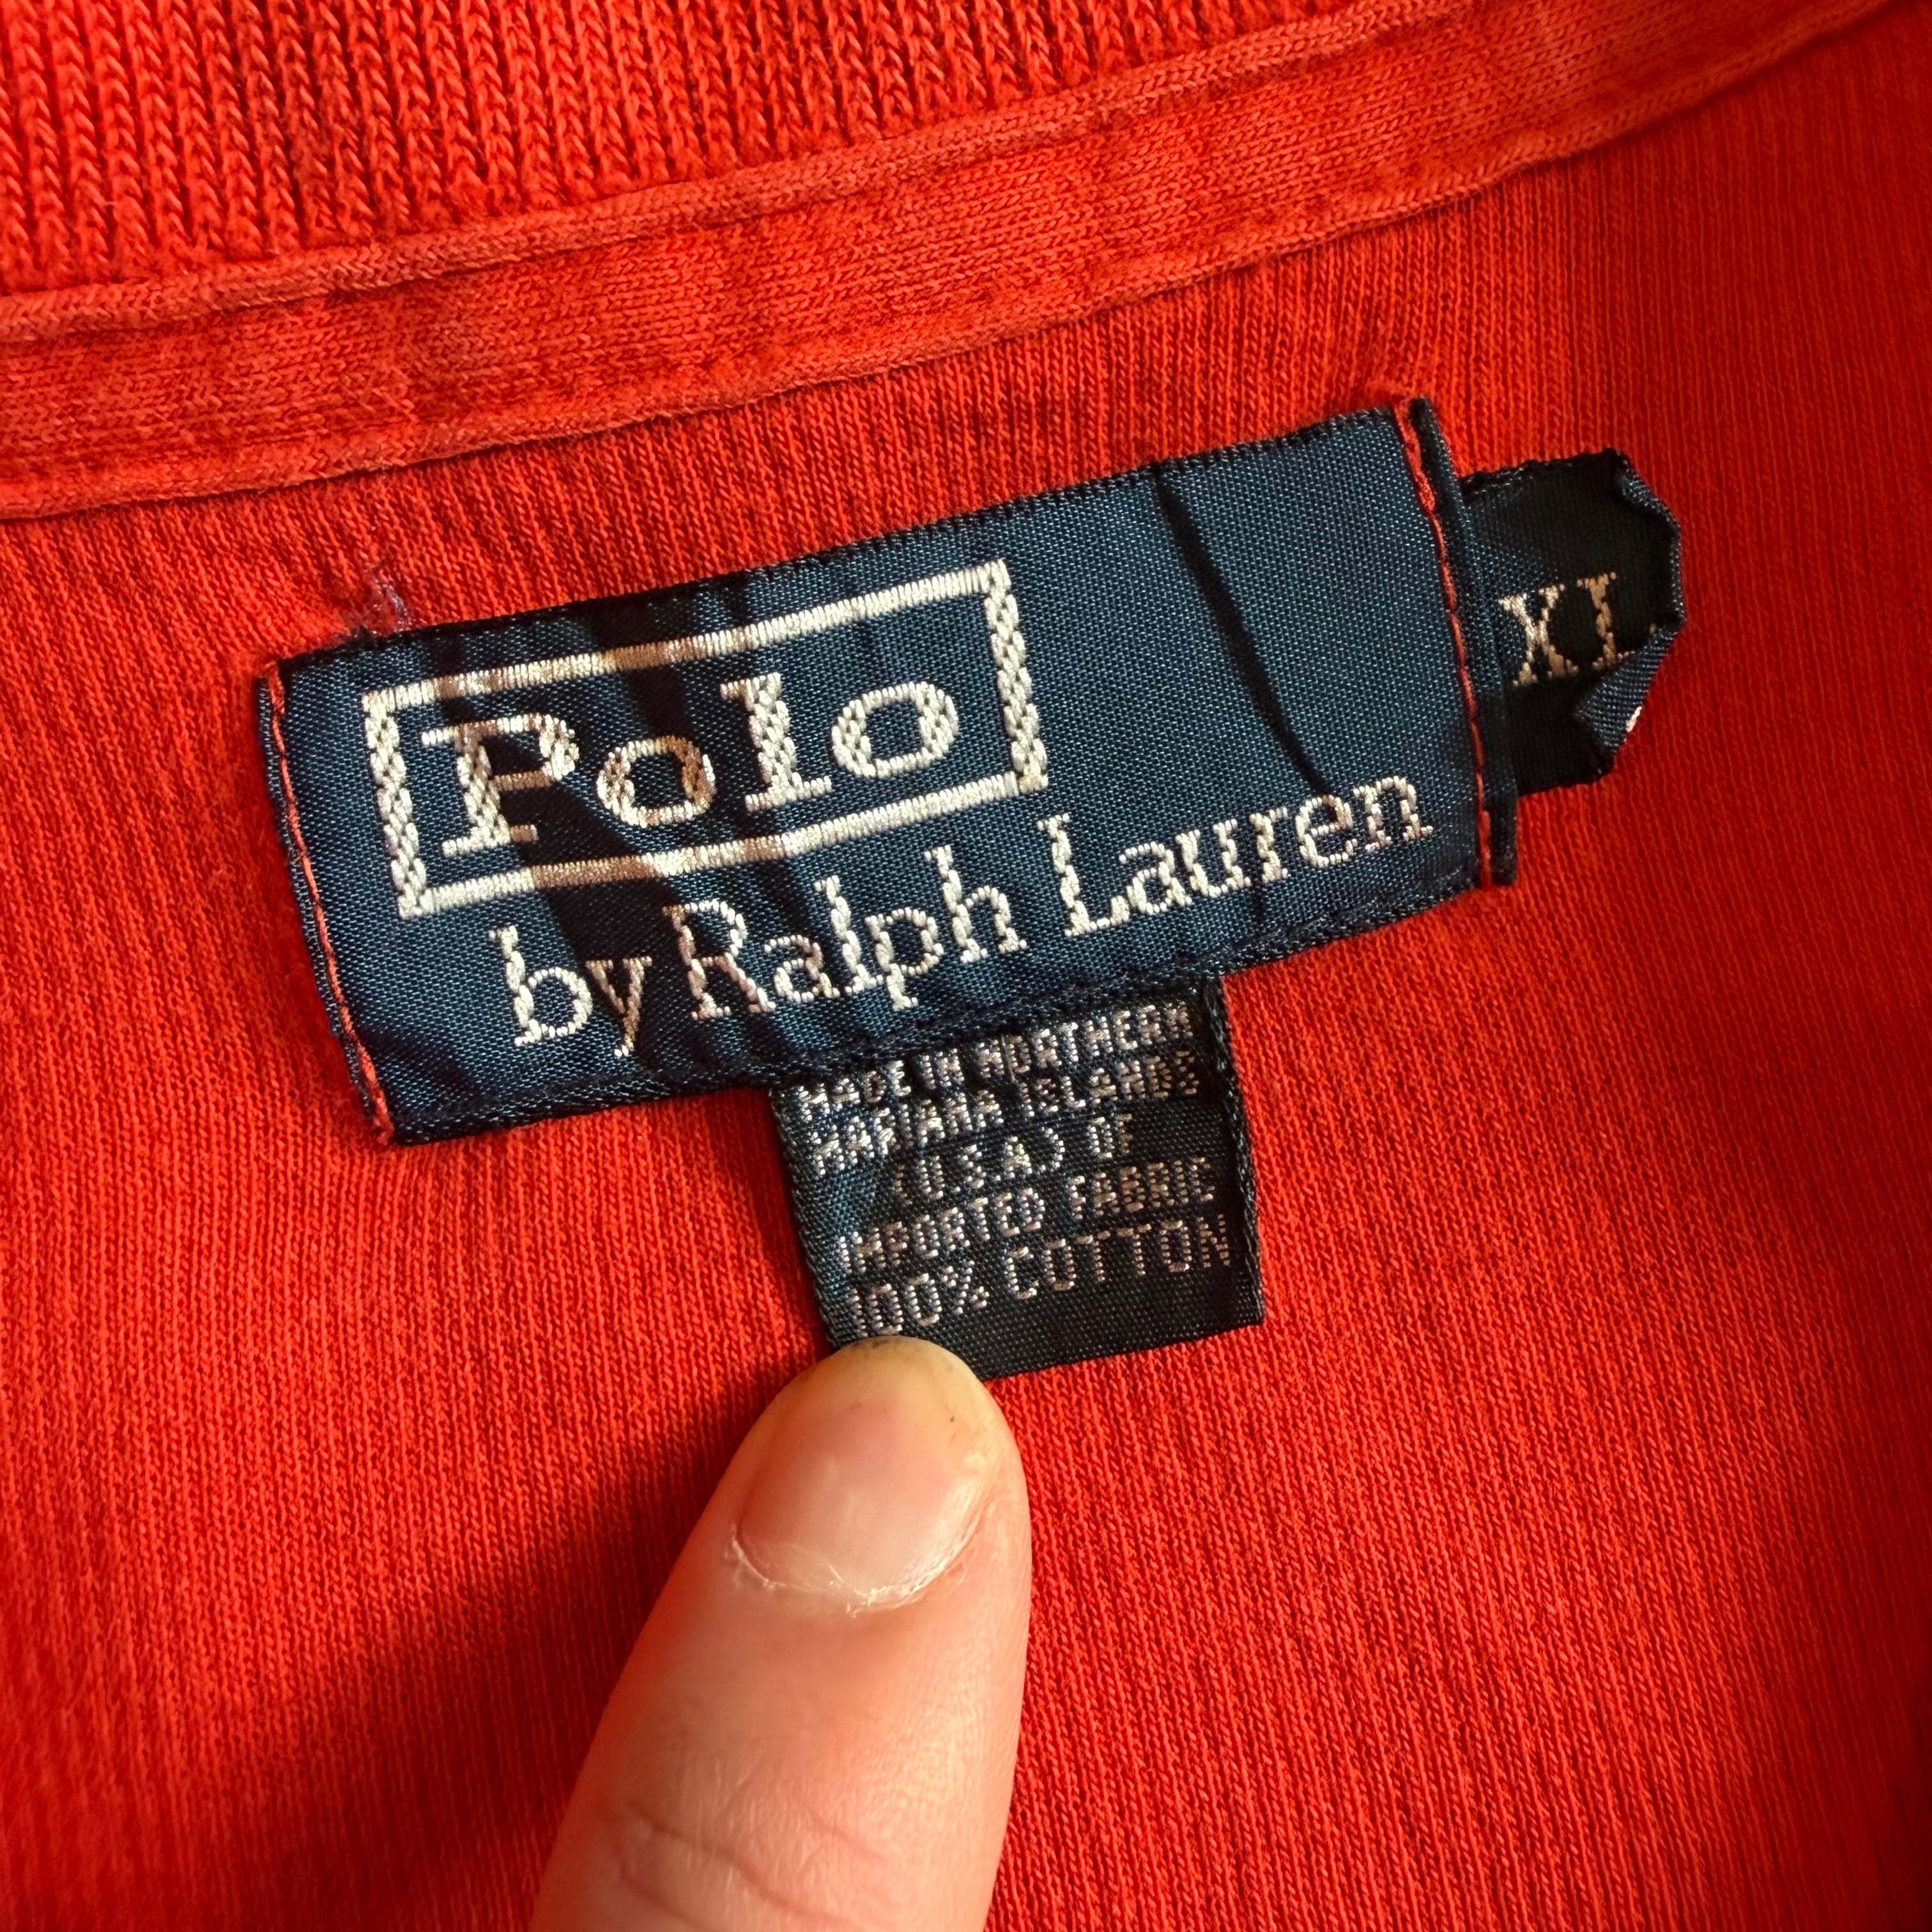 Polo
by Ralph Lauren
XL
MADE IN NORTHERN
MARIANA ISLANDS
(U.S.A.) OF
IMPORTED FABRIC
100% COTTON